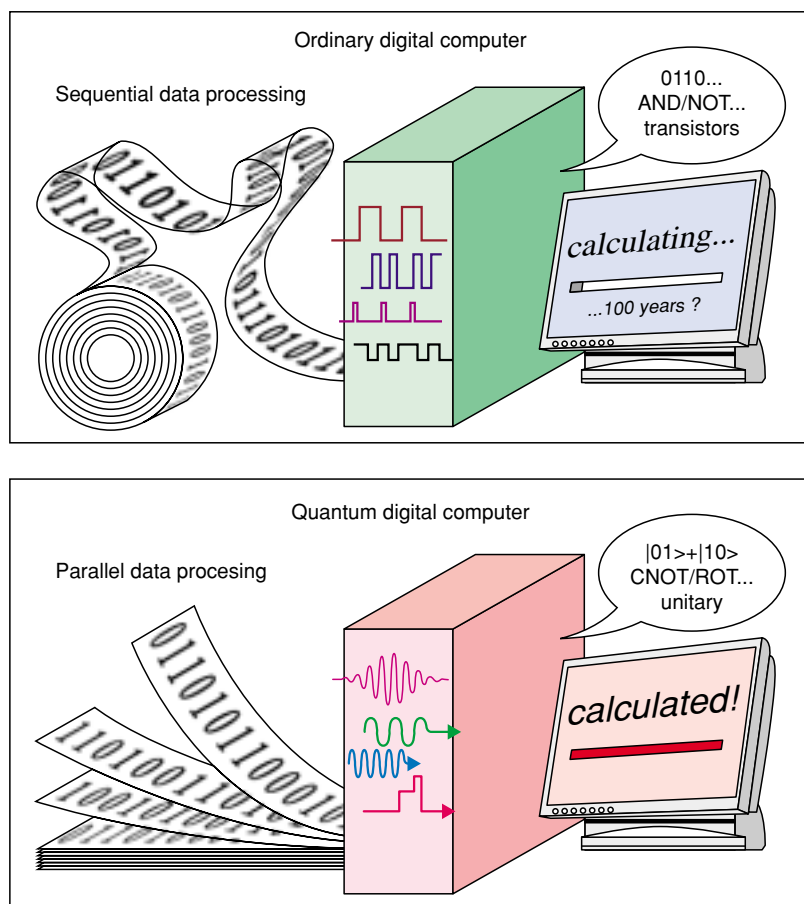 Ordinary digital computer
Sequential data processing
0110...
AND/NOT...
transistors
calculating...
...100 years ?
Quantum digital computer
Parallel data procesing
|01>+|10>
CNOT/ROT...
unitary
calculated!